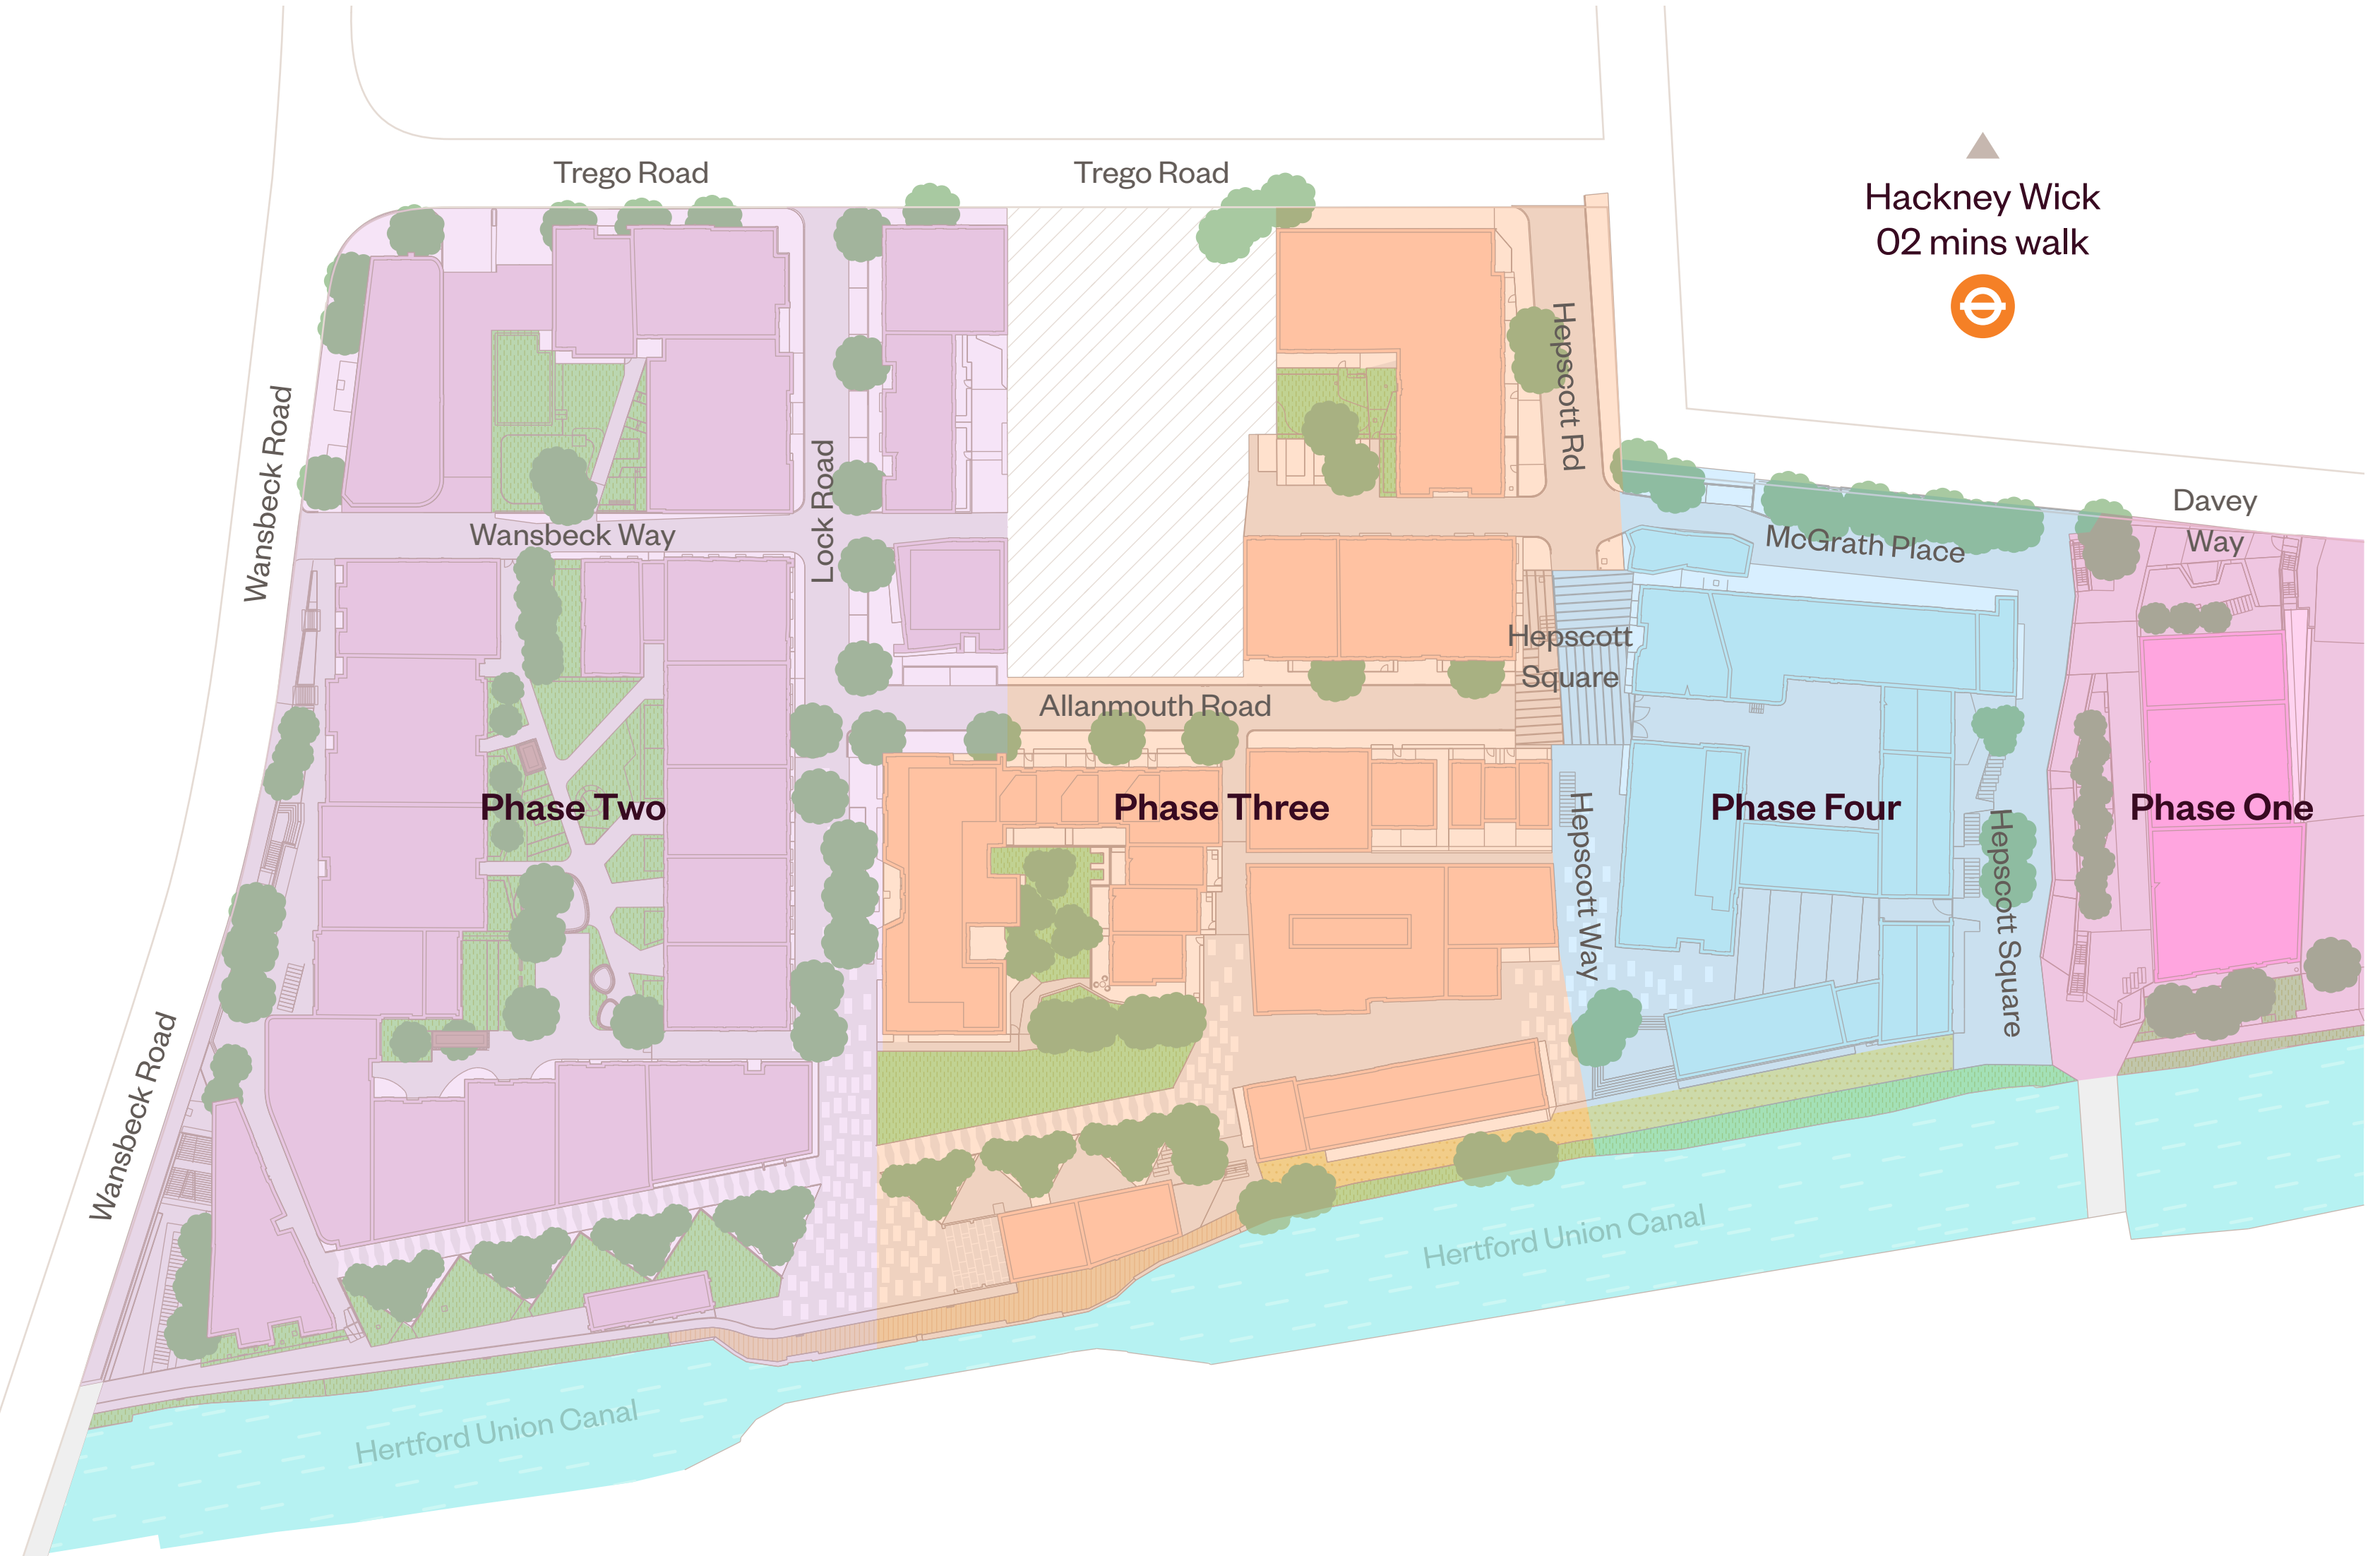 Trego Road
Trego Road
Hackney Wick
02 mins walk
Wansbeck Road
Lock Road
Hepscott Rd
Wansbeck Way
Davey
Way
McGrath Place
Hepscott
Square
Allanmouth Road
Phase Two
Phase Three
Phase Four
Phase One
Hepscott Way
Hepscott Square
Wansbeck Road
Hertford Union Canal
Hertford Union Canal